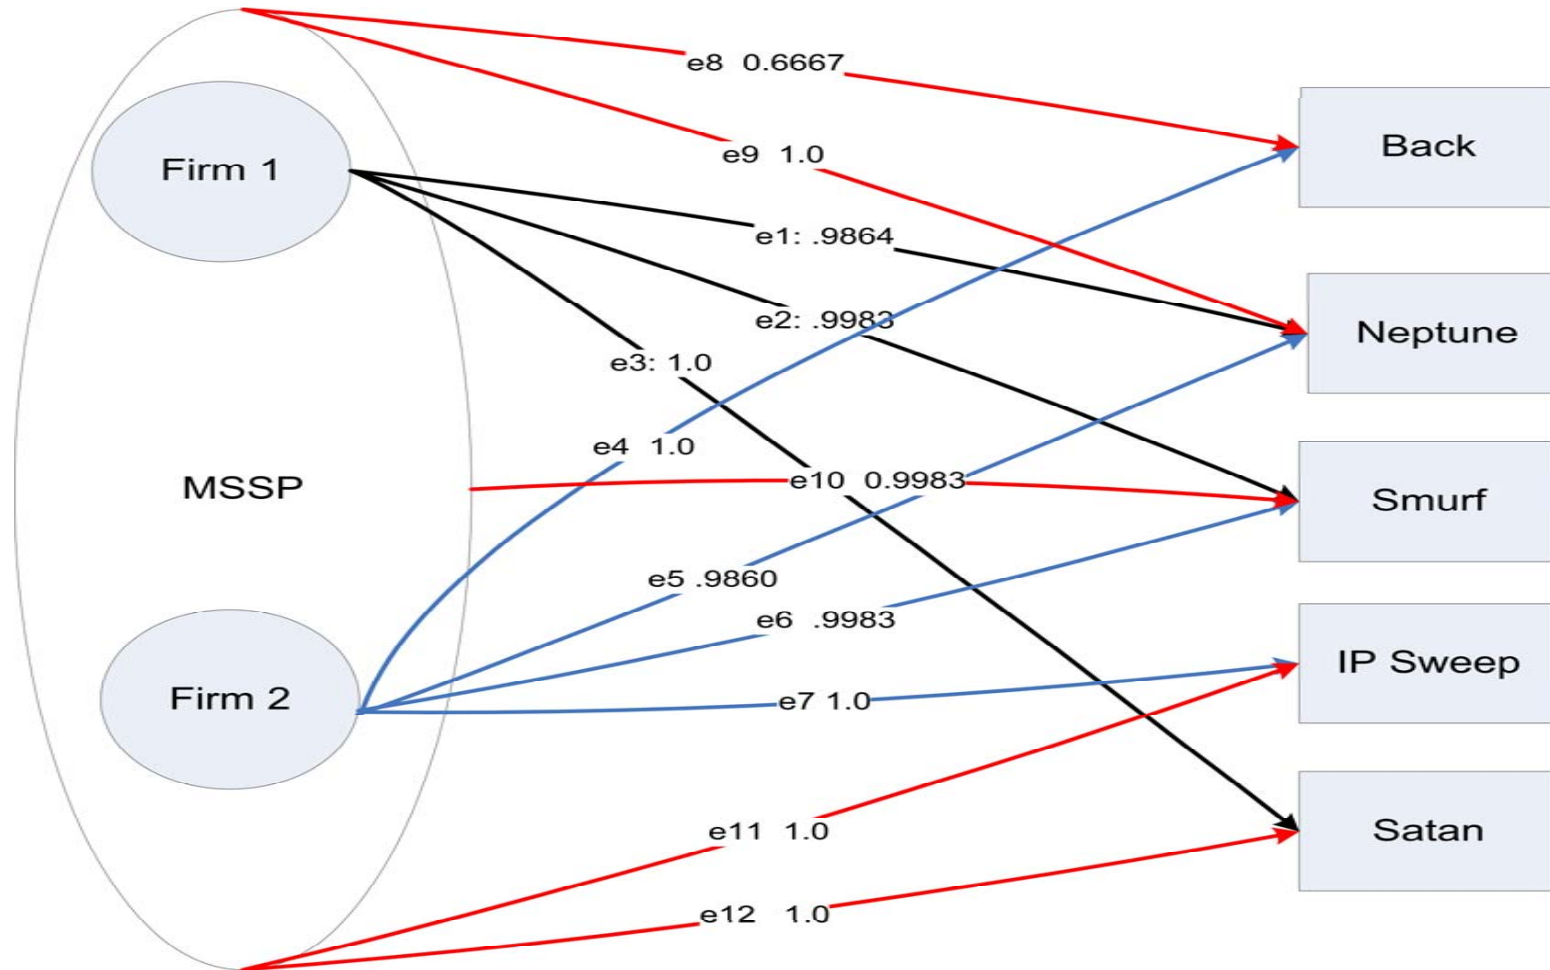 e8 0.6667
Back
e9 1.0
Firm 1
e1: .9864
e2: .9983
Neptune
e3: 1.0
e4 1.0
MSSP
e10 0.9983
Smurf
e5 .9860
e6 .9983
IP Sweep
Firm 2
e7 1.0
e11 1.0
Satan
e12 1.0